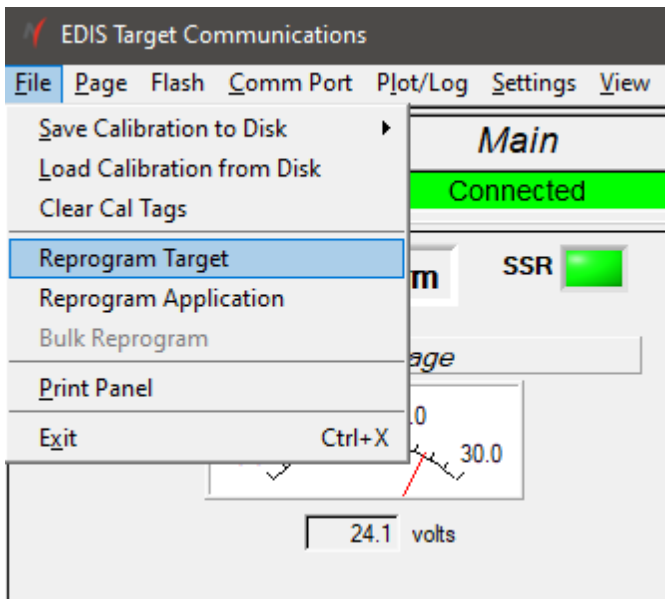 EDIS Target Communications
File Page Flash Comm Port Plot/Log Settings View
Save Calibration to Disk
Load Calibration from Disk
Clear Cal Tags
Reprogram Target
Reprogram Application
Bulk Reprogram
Print Panel
Exit Ctrl+X
Main
Connected
SSR
30.0
24.1 volts